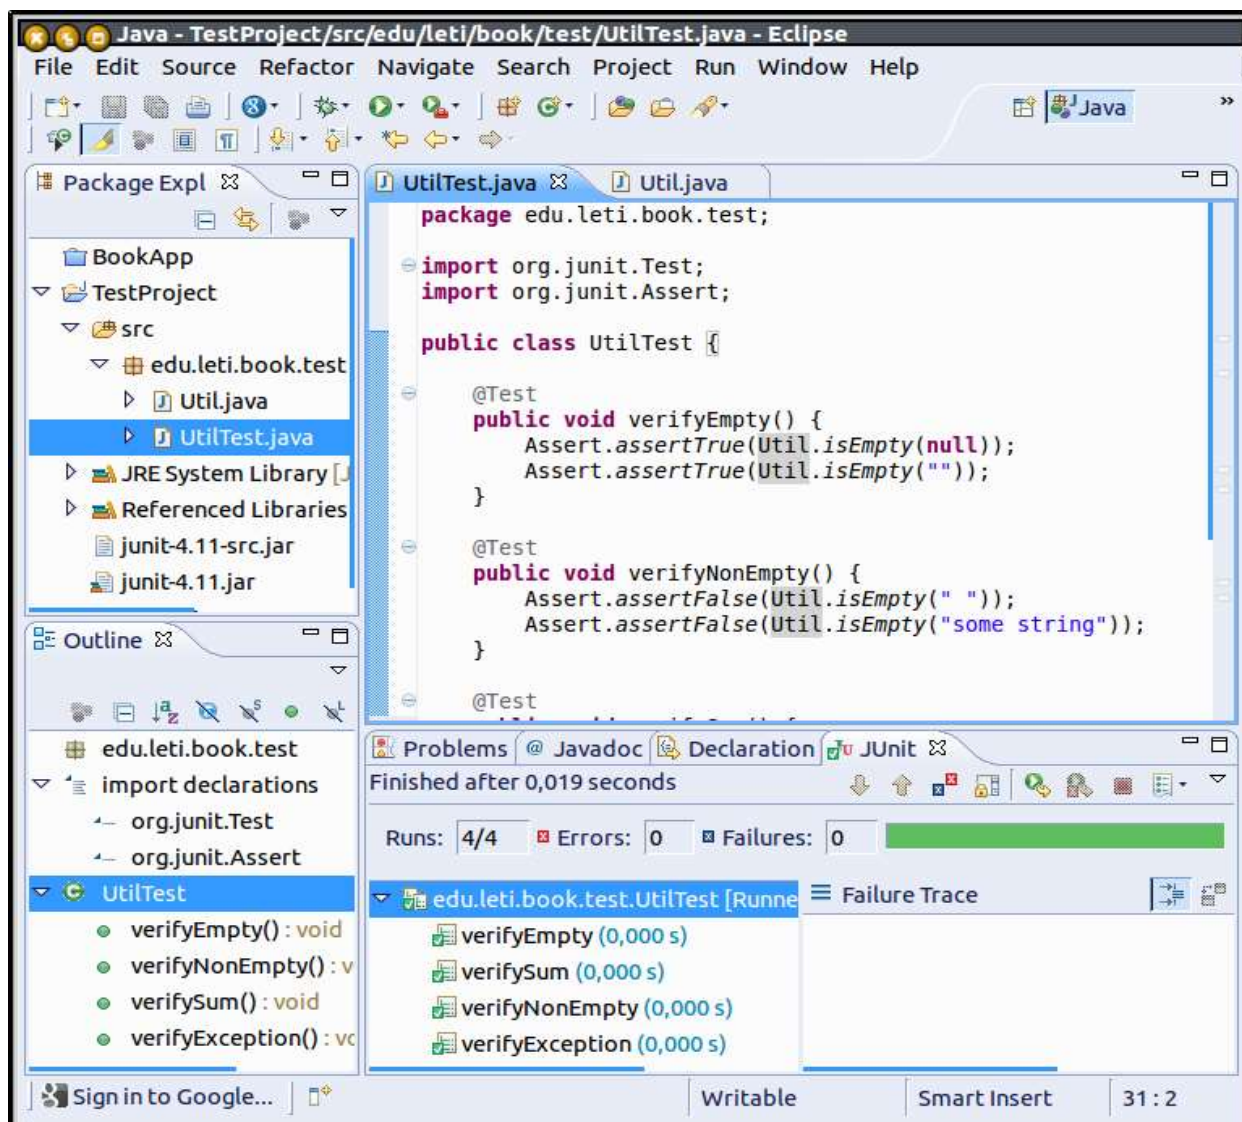 Java - TestProject/src/edu/leti/book/test/UtilTest.java - Eclipse
File Edit Source Refactor Navigate Search Project Run Window Help
Java »
Package Expl
BookApp
TestProject
src
edu.leti.book.test
Util.java
UtilTest.java
JRE System Library [J
Referenced Libraries
junit-4.11-src.jar
junit-4.11.jar
UtilTest.java Util.java
package edu.leti.book.test;
import org.junit.Test;
import org.junit.Assert;
public class UtilTest {
@Test
public void verifyEmpty() {
Assert.assertTrue(Util.isEmpty(null));
Assert.assertTrue(Util.isEmpty(""));
}
@Test
public void verifyNonEmpty() {
Assert.assertFalse(Util.isEmpty(" "));
Assert.assertFalse(Util.isEmpty("some string"));
}
@Test
Outline
edu.leti.book.test
import declarations
org.junit.Test
org.junit.Assert
UtilTest
verifyEmpty() : void
verifyNonEmpty() : v
verifySum() : void
verifyException() : vo
Problems @ Javadoc Declaration JUnit
Finished after 0,019 seconds
Runs: 4/4 Errors: 0 Failures: 0
edu.leti.book.test.UtilTest [Runne
verifyEmpty (0,000 s)
verifySum (0,000 s)
verifyNonEmpty (0,000 s)
verifyException (0,000 s)
Failure Trace
Sign in to Google... Writable Smart Insert 31 : 2